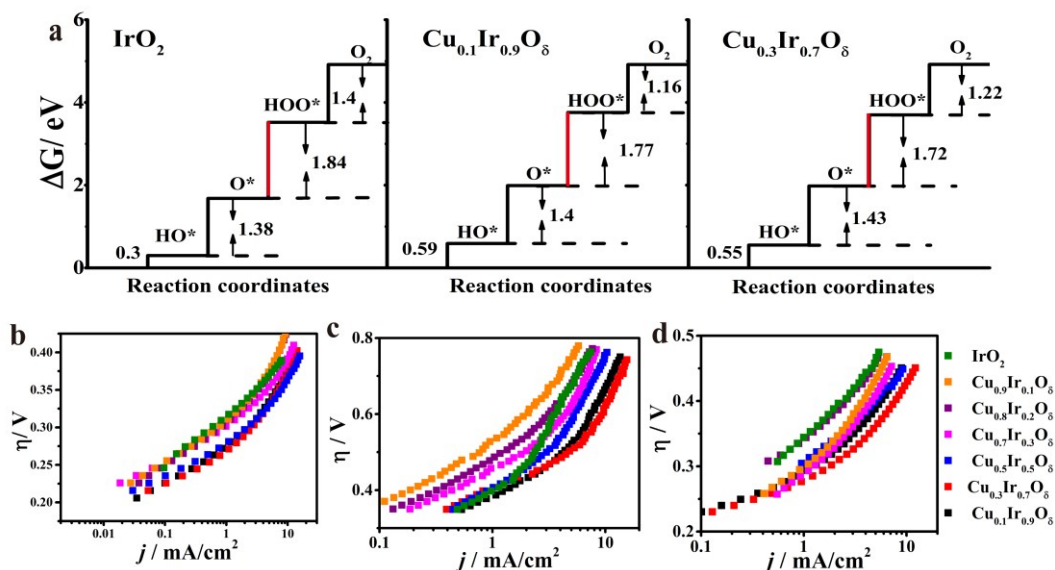 a
IrO₂
Cu₀.₁Ir₀.₉Oδ
Cu₀.₃Ir₀.₇Oδ
ΔG/ eV
6
4
2
0
0.3
HO*
O*
HOO*
O₂
1.38
1.84
1.4
0.59
HO*
O*
HOO*
O₂
1.4
1.77
1.16
0.55
HO*
O*
HOO*
O₂
1.43
1.72
1.22
Reaction coordinates
Reaction coordinates
Reaction coordinates
b
η/ V
0.40
0.35
0.30
0.25
0.20
0.01
0.1
1
10
j / mA/cm²
c
η / V
0.8
0.6
0.4
0.1
1
10
j / mA/cm²
d
η / V
0.5
0.4
0.3
0.2
0.1
1
10
j / mA/cm²
IrO₂
Cu₀.₉Ir₀.₁Oδ
Cu₀.₈Ir₀.₂Oδ
Cu₀.₇Ir₀.₃Oδ
Cu₀.₅Ir₀.₅Oδ
Cu₀.₃Ir₀.₇Oδ
Cu₀.₁Ir₀.₉Oδ